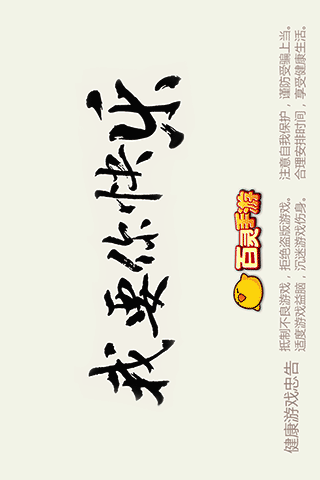 我要你快乐
百灵手游
健康游戏忠告
抵制不良游戏，拒绝盗版游戏。 注意自我保护，谨防受骗上当。
适度游戏益脑，沉迷游戏伤身。 合理安排时间，享受健康生活。